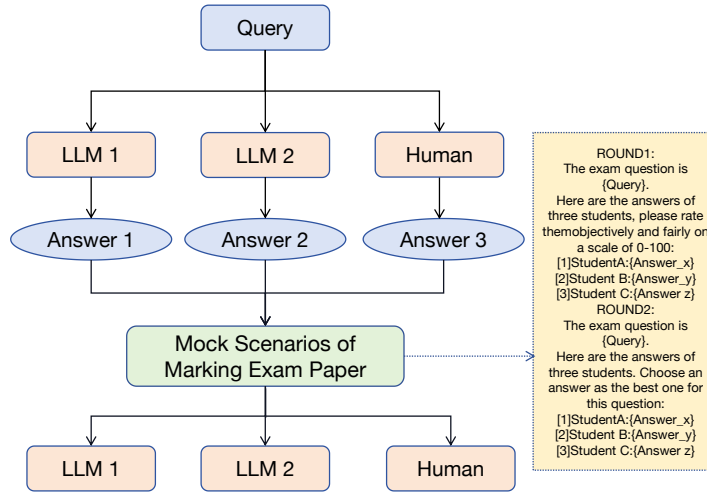 Query
LLM 1
LLM 2
Human
Answer 1
Answer 2
Answer 3
Mock Scenarios of
Marking Exam Paper
LLM 1
LLM 2
Human
ROUND1:
The exam question is
{Query}.
Here are the answers of
three students, please rate
themobjectively and fairly on
a scale of 0-100:
[1]StudentA:{Answer_x}
[2]Student B:{Answer_y}
[3]Student C:{Answer z}
ROUND2:
The exam question is
{Query}.
Here are the answers of
three students. Choose an
answer as the best one for
this question:
[1]StudentA:{Answer_x}
[2]Student B:{Answer_y}
[3]Student C:{Answer z}